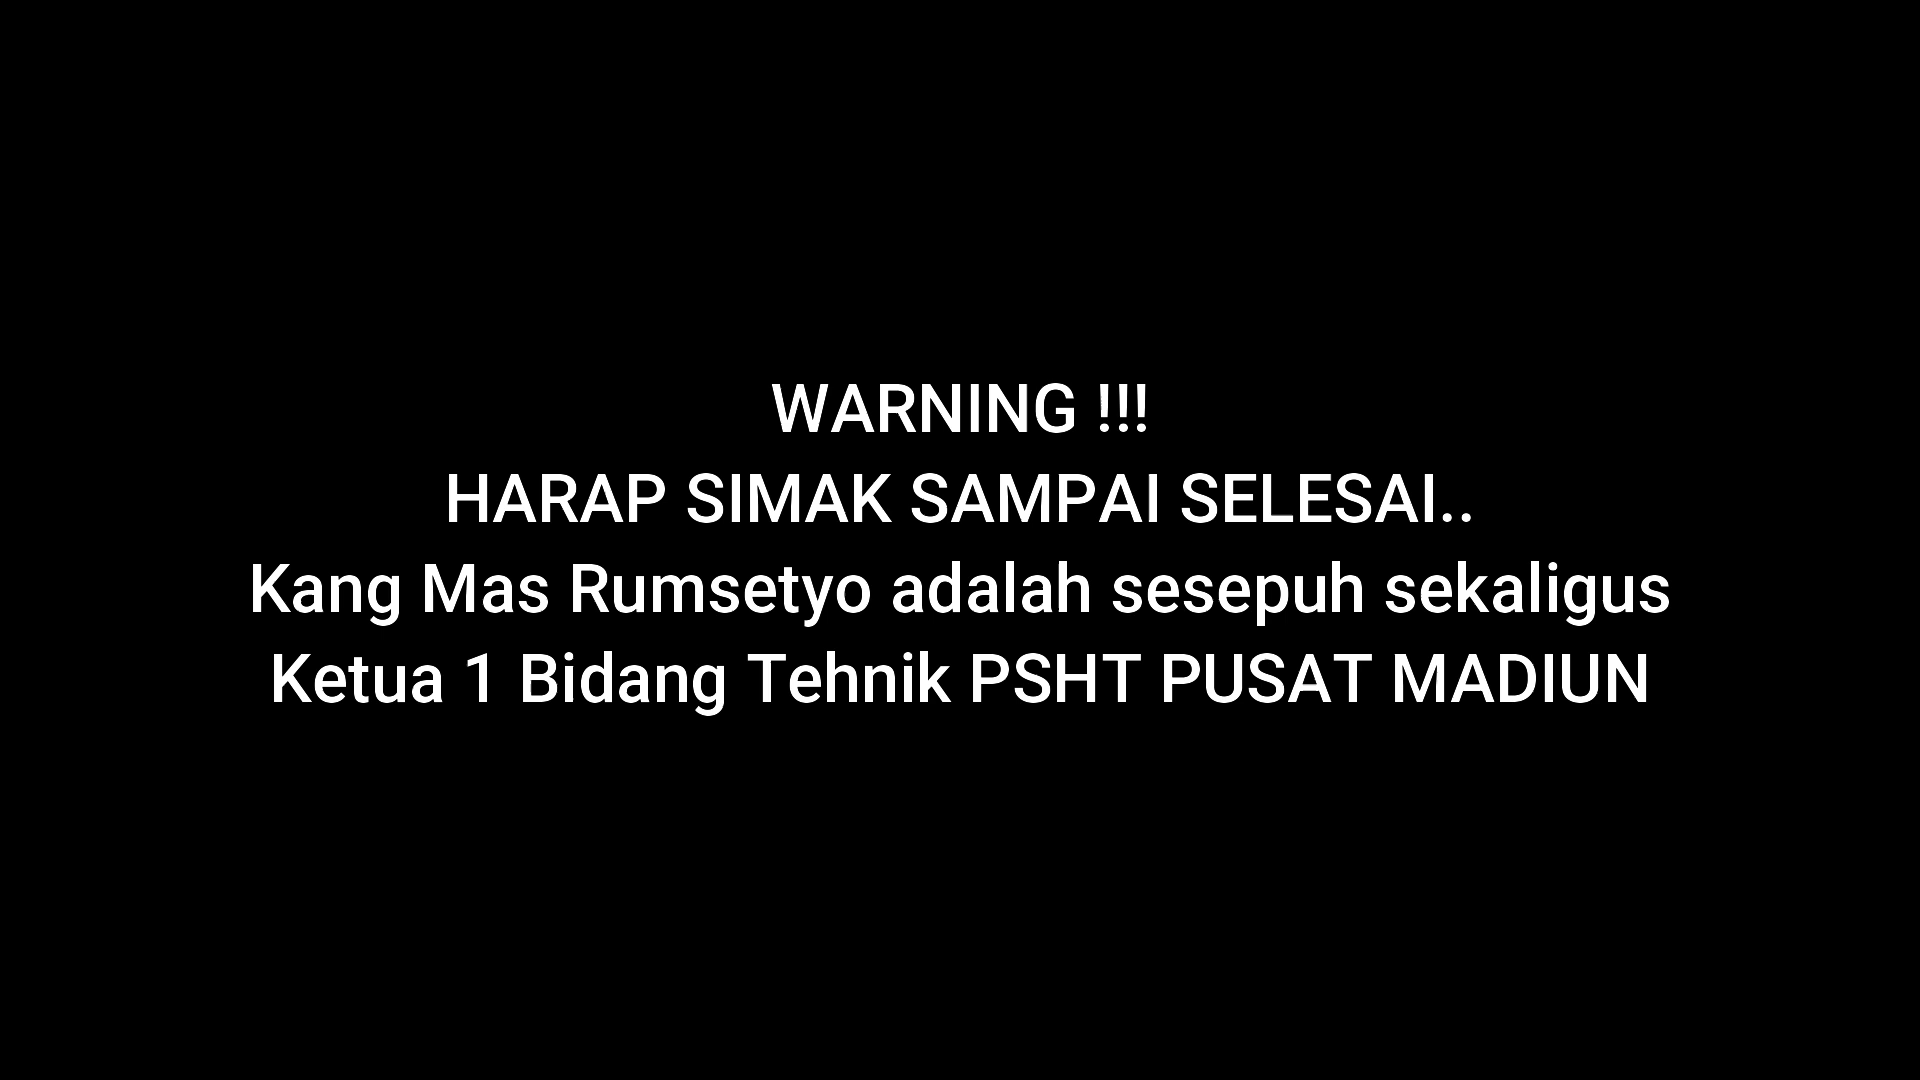 WARNING !!!
HARAP SIMAK SAMPAI SELESAI..
Kang Mas Rumsetyo adalah sesepuh sekaligus
Ketua 1 Bidang Tehnik PSHT PUSAT MADIUN